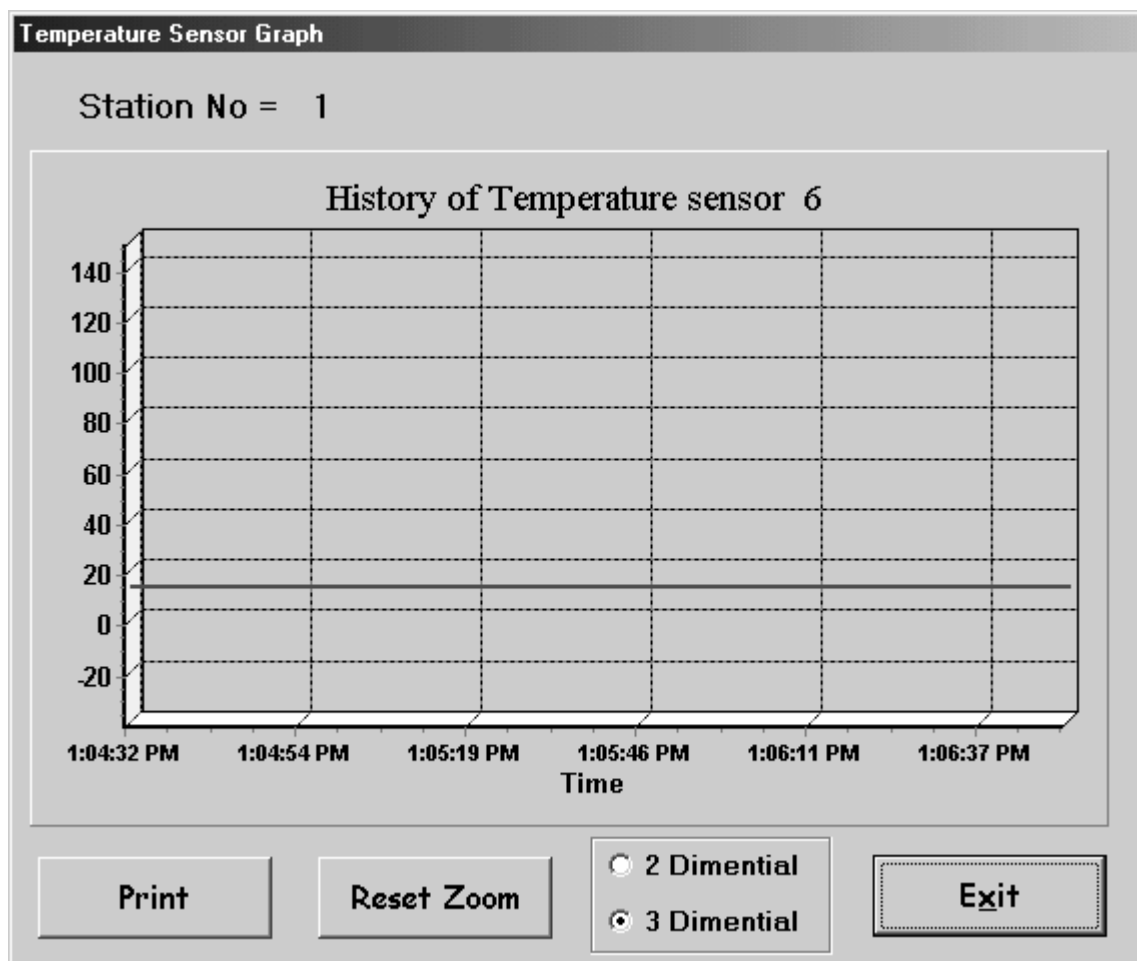 Temperature Sensor Graph
Station No = 1
History of Temperature sensor 6
140
120
100
80
60
40
20
0
-20
1:04:32 PM 1:04:54 PM 1:05:19 PM 1:05:46 PM 1:06:11 PM 1:06:37 PM
Time
Print Reset Zoom 2 Dimential Exit
3 Dimential